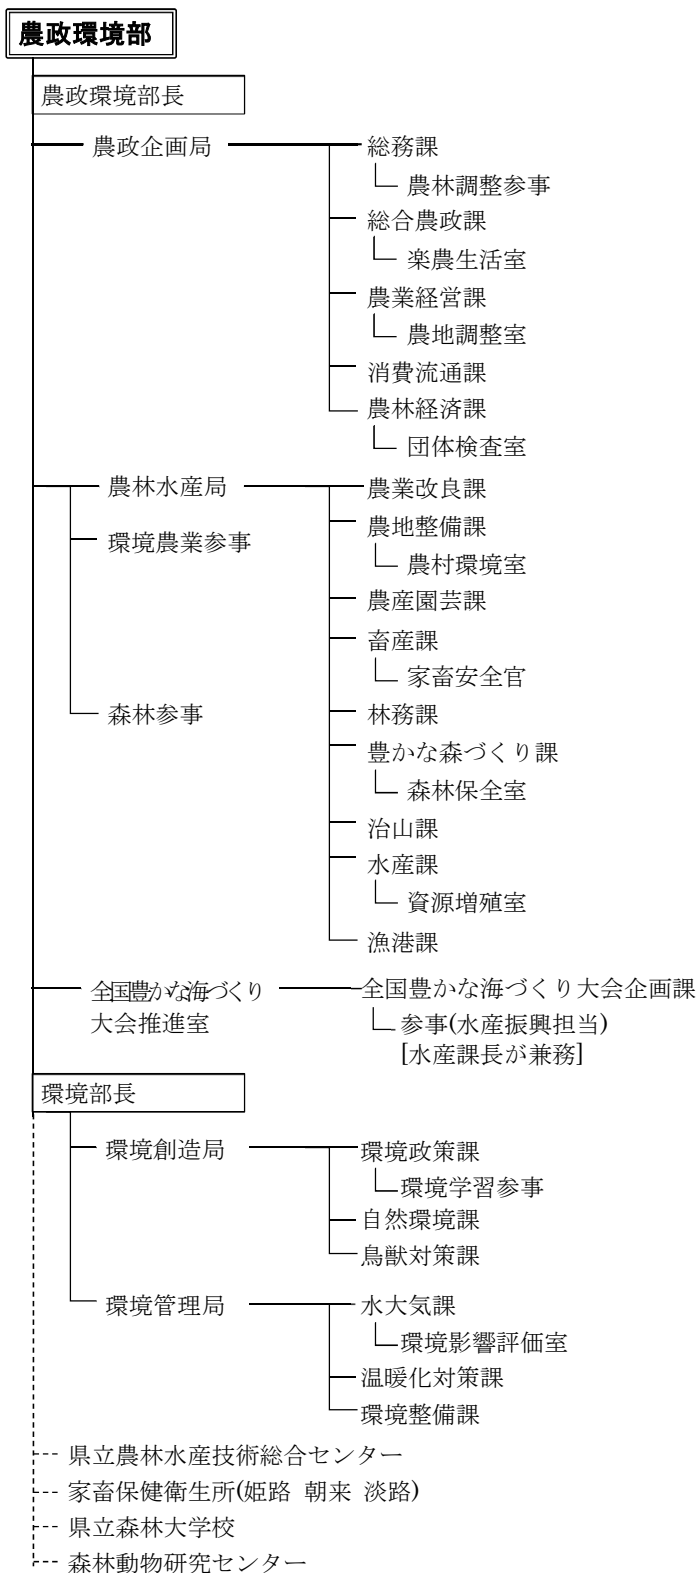 農政環境部
農政環境部長
農政企画局 総務課
農林調整参事
総合農政課
楽農生活室
農業経営課
農地調整室
消費流通課
農林経済課
団体検査室
農林水産局 農業改良課
農地整備課
環境農業参事
農村環境室
農産園芸課
畜産課
家畜安全官
森林参事 林務課
豊かな森づくり課
森林保全室
治山課
水産課
資源増殖室
漁港課
全国豊かな海づくり 全国豊かな海づくり大会企画課
大会推進室 参事(水産振興担当)
[水産課長が兼務]
環境部長
環境創造局 環境政策課
環境学習参事
自然環境課
鳥獣対策課
環境管理局 水大気課
環境影響評価室
温暖化対策課
環境整備課
県立農林水産技術総合センター
家畜保健衛生所(姫路 朝来 淡路)
県立森林大学校
森林動物研究センター